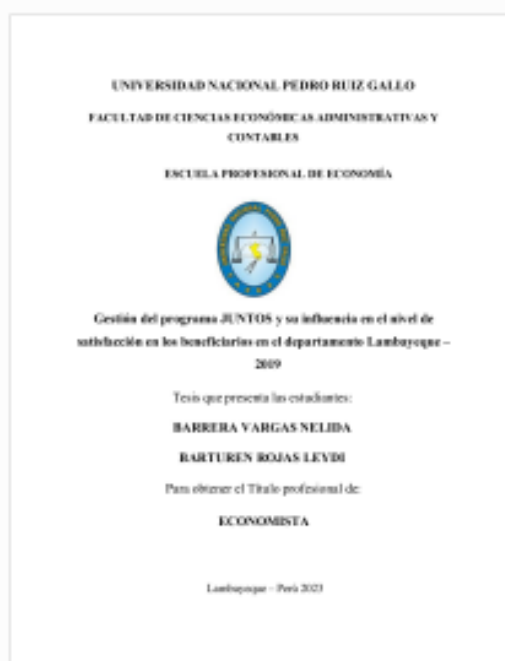 UNIVERSIDAD NACIONAL PEDRO RUIZ GALLO
FACULTAD DE CIENCIAS ECONÓMICAS ADMINISTRATIVAS Y
CONTABLES
ESCUELA PROFESIONAL DE ECONOMÍA
Gestión del programa JUNTOS y su influencia en el nivel de
satisfacción en los beneficiarios en el departamento Lambayeque –
2019
Tesis que presenta las estudiantes:
BARRERA VARGAS NELIDA
BARTUREN ROJAS LEYDI
Para obtener el Título profesional de:
ECONOMISTA
Lambayeque – Perú 2023